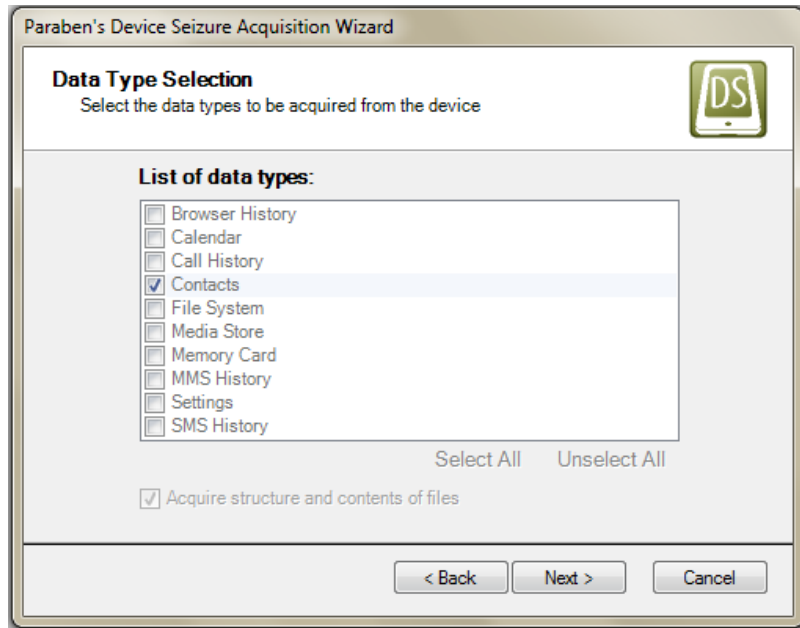 Paraben's Device Seizure Acquisition Wizard
Data Type Selection
Select the data types to be acquired from the device
DS
List of data types:
Browser History
Calendar
Call History
Contacts
File System
Media Store
Memory Card
MMS History
Settings
SMS History
Select All Unselect All
Acquire structure and contents of files
< Back Next > Cancel